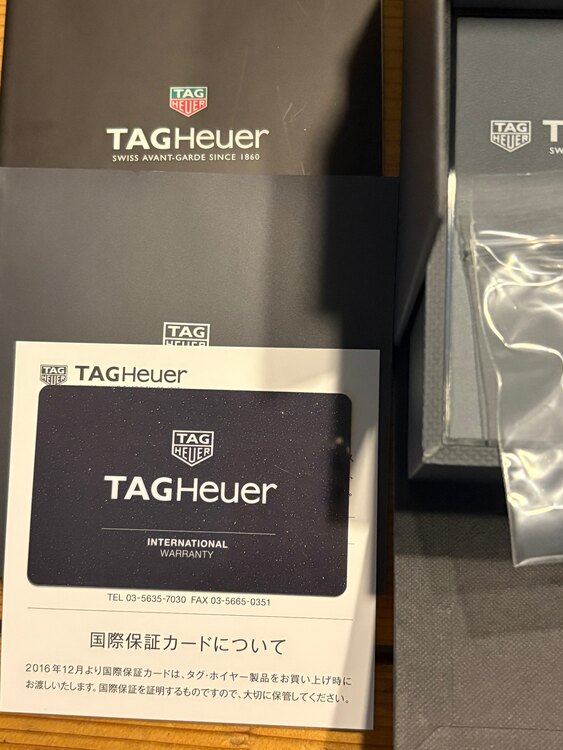 TAG
HEUER
TAGHeuer
SWISS AVANT-GARDE SINCE 1860
TAG
HEUER
TAG
HEUER
TAG
HEUER
TAGHeuer
TAG
HEUER
TAGHeuer
INTERNATIONAL
WARRANTY
TEL 03-5635-7030 FAX 03-5665-0351
国際保証カードについて
2016年12月より国際保証カードは、タグ・ホイヤー製品をお買い上げ時に
お渡しいたします。国際保証を証明するものですので、大切に保管してください。